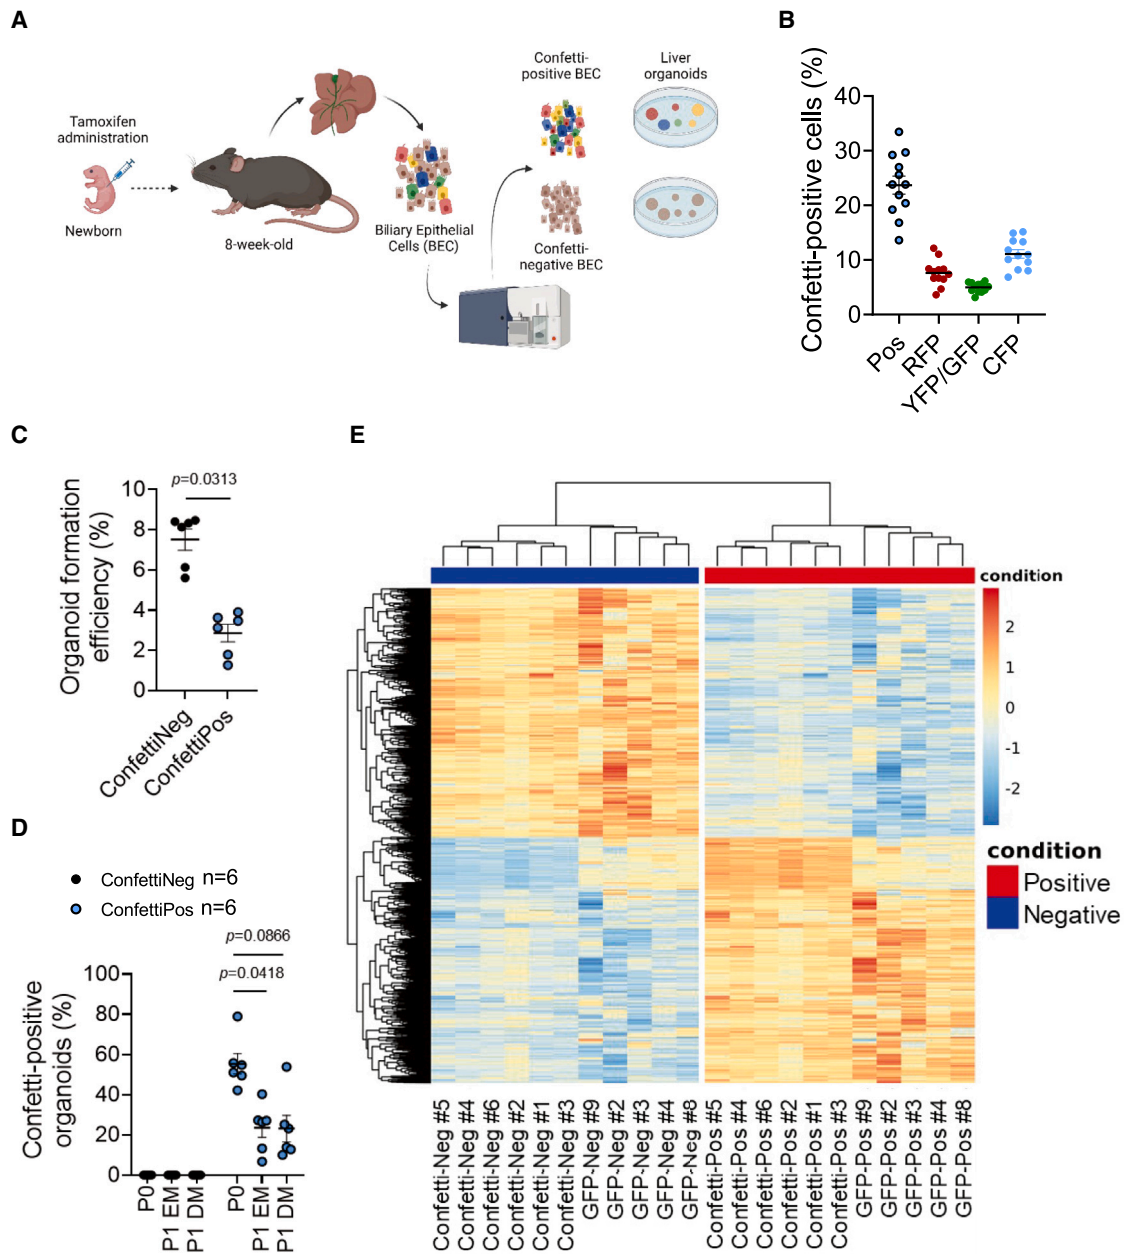 A
Tamoxifen
administration
Newborn
8-week-old
Biliary Epithelial
Cells (BEC)
Confetti-
positive BEC
Liver
organoids
Confetti-
negative BEC
B
Confetti-positive cells (%)
40
30
20
10
0
Pos
RFP
YFP/GFP
CFP
C
Organoid formation
efficiency (%)
p=0.0313
10
8
6
4
2
0
ConfettiNeg
ConfettiPos
D
ConfettiNeg n=6
ConfettiPos n=6
p=0.0866
p=0.0418
Confetti-positive
organoids (%)
100
80
60
40
20
0
P0
P1 EM
P1 DM
P0
P1 EM
P1 DM
E
condition
2
1
0
-1
-2
condition
Positive
Negative
Confetti-Neg #5
Confetti-Neg #4
Confetti-Neg #6
Confetti-Neg #2
Confetti-Neg #1
Confetti-Neg #3
GFP-Neg #9
GFP-Neg #2
GFP-Neg #3
GFP-Neg #4
GFP-Neg #8
Confetti-Pos #5
Confetti-Pos #4
Confetti-Pos #6
Confetti-Pos #2
Confetti-Pos #1
Confetti-Pos #3
GFP-Pos #9
GFP-Pos #2
GFP-Pos #3
GFP-Pos #4
GFP-Pos #8